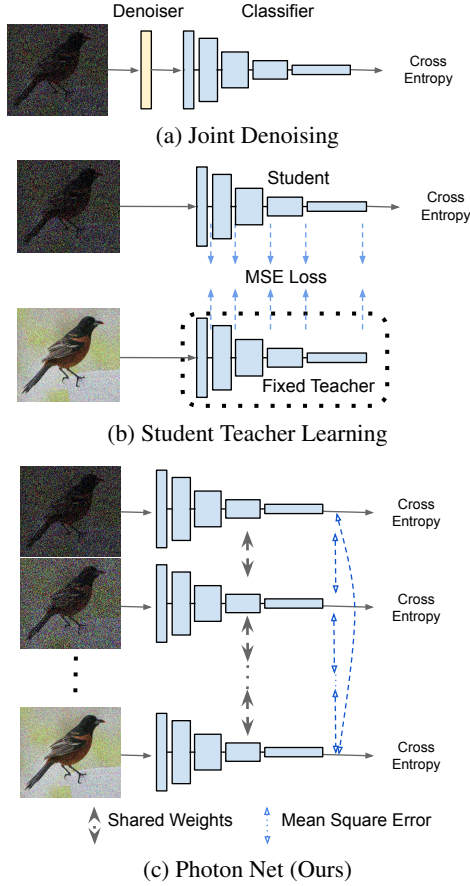 Denoiser
Classifier
Cross
Entropy
(a) Joint Denoising
Student
Cross
Entropy
MSE Loss
Fixed Teacher
(b) Student Teacher Learning
Cross
Entropy
Cross
Entropy
Cross
Entropy
Shared Weights
Mean Square Error
(c) Photon Net (Ours)